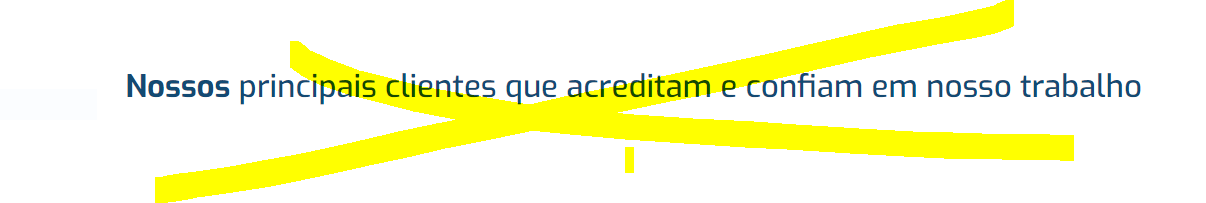 Nossos principais clientes que acreditam e confiam em nosso trabalho